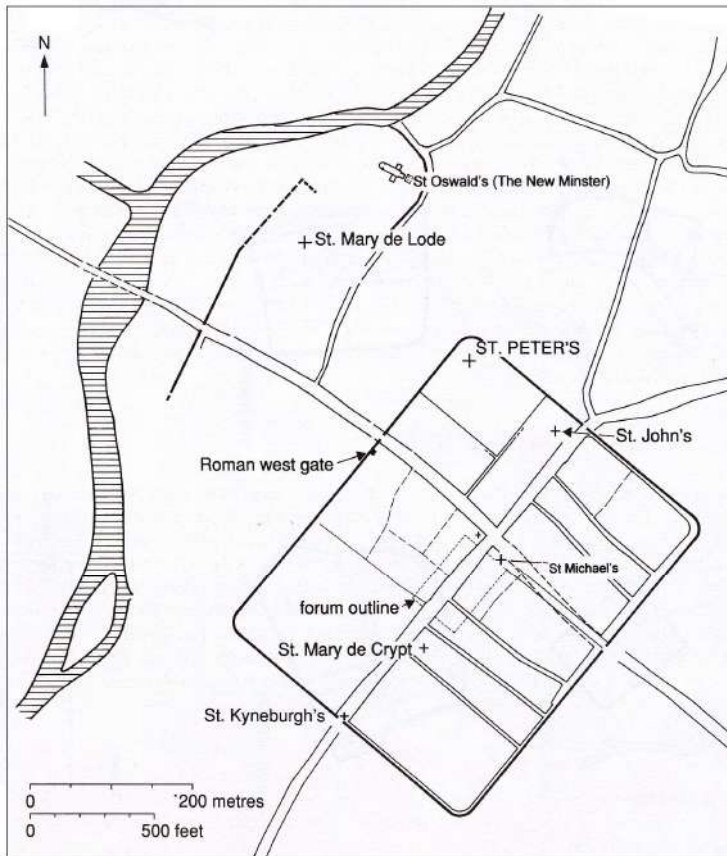 N
St Oswald's (The New Minster)
St. Mary de Lode
ST. PETER'S
St. John's
Roman west gate
St Michael's
forum outline
St. Mary de Crypt
St. Kyneburgh's
0 200 metres
0 500 feet